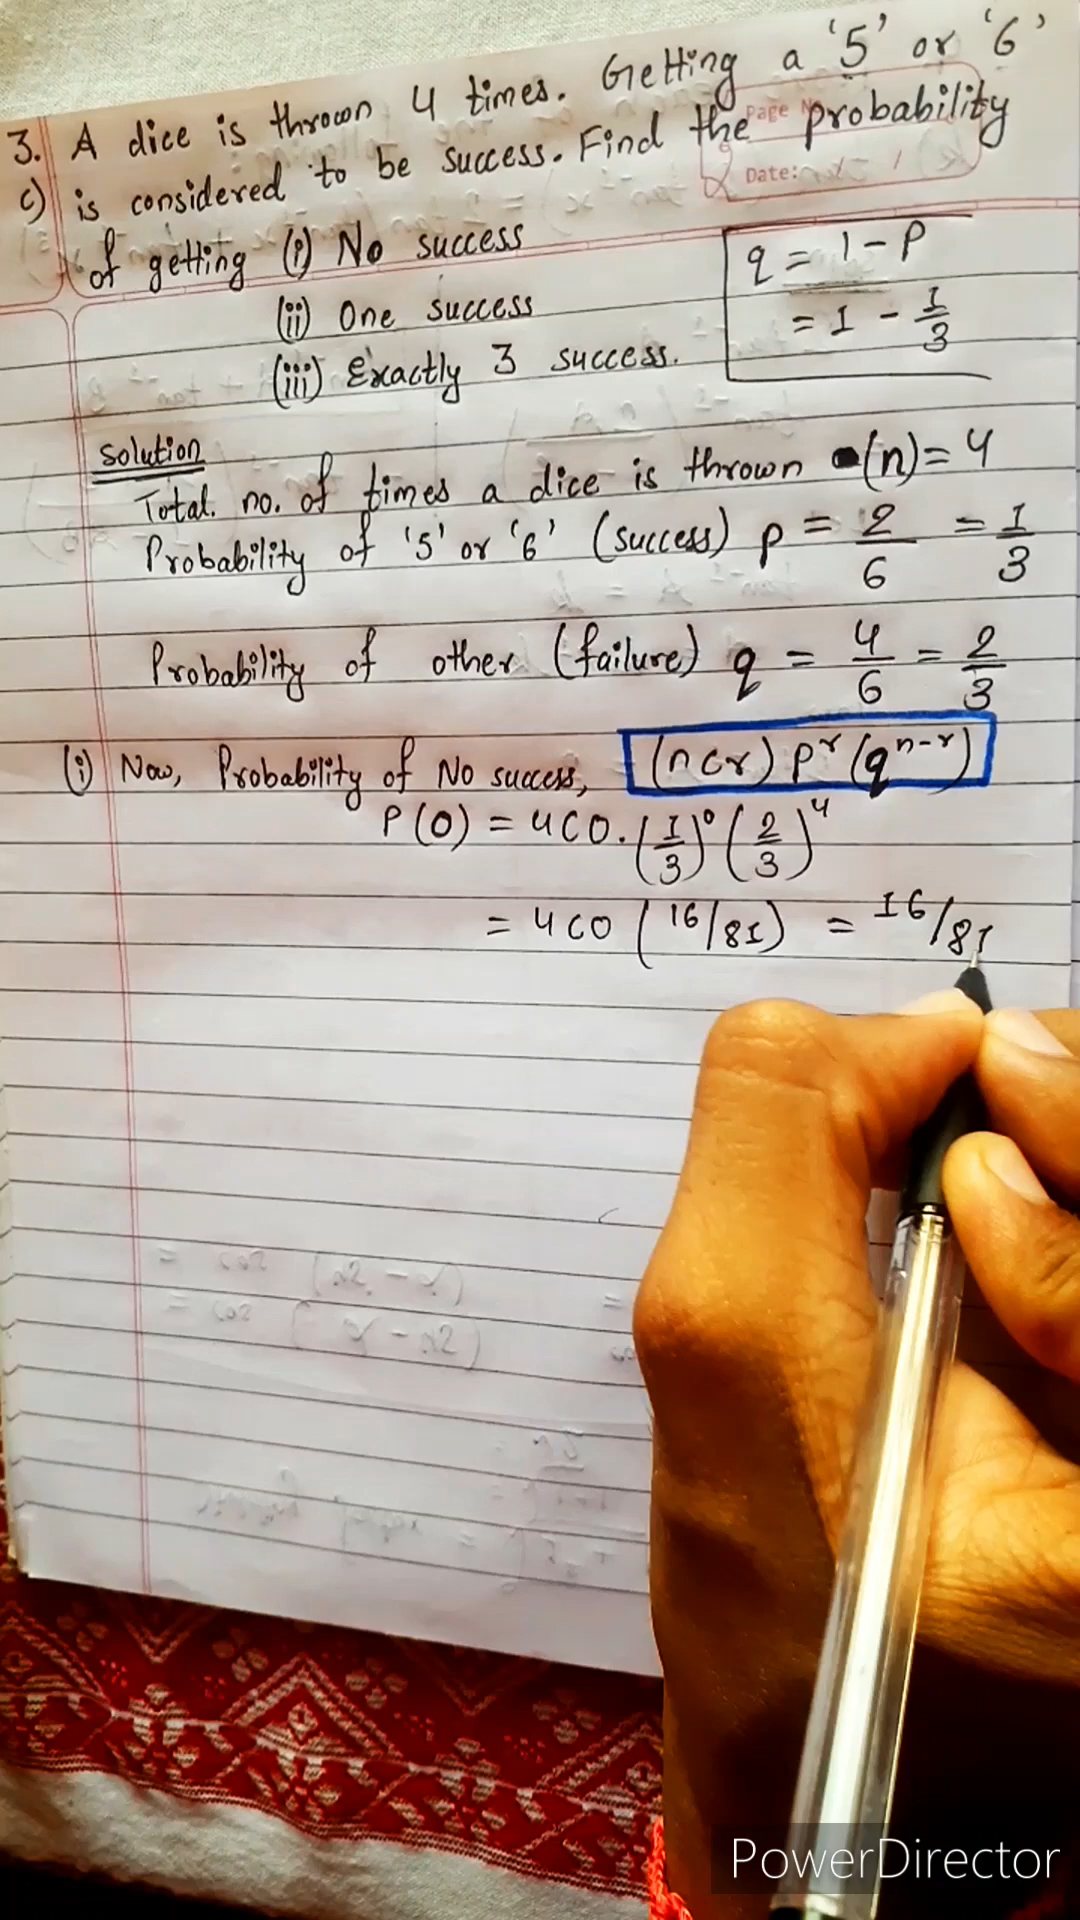 3. A dice is thrown 4 times. Getting a '5' or '6'
c) is considered to be success. Find the probability
Page No
Date:
of getting (i) No success
(ii) One success
(iii) Exactly 3 success.
q = 1 - P
= 1 - 1/3
Solution
Total. no. of times a dice is thrown (n) = 4
Probability of '5' or '6' (success) p = 2/6 = 1/3
Probability of other (failure) q = 4/6 = 2/3
(i) Now, Probability of No success, (ncr) p^r (q^n-r)
P(0) = 4C0. (1/3)^0 (2/3)^4
= 4C0 (16/81) = 16/81
PowerDirector